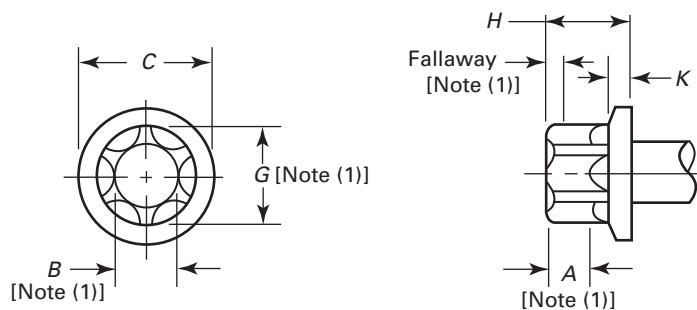 C
G [Note (1)]
B
[Note (1)]
H
Fallaway
[Note (1)]
K
A
[Note (1)]